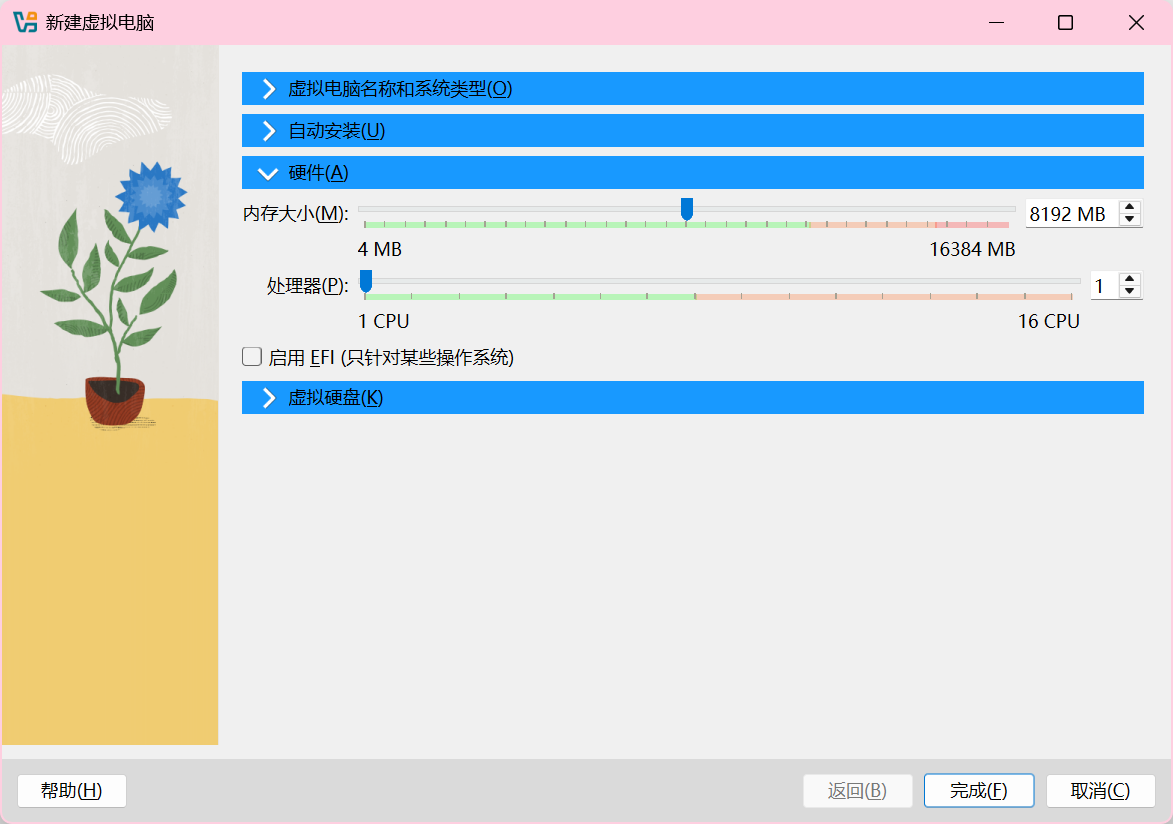 新建虚拟电脑
虚拟电脑名称和系统类型(O)
自动安装(U)
硬件(A)
内存大小(M):
8192 MB
4 MB
16384 MB
处理器(P):
1
1 CPU
16 CPU
启用 EFI (只针对某些操作系统)
虚拟硬盘(K)
帮助(H)
返回(B)
完成(F)
取消(C)